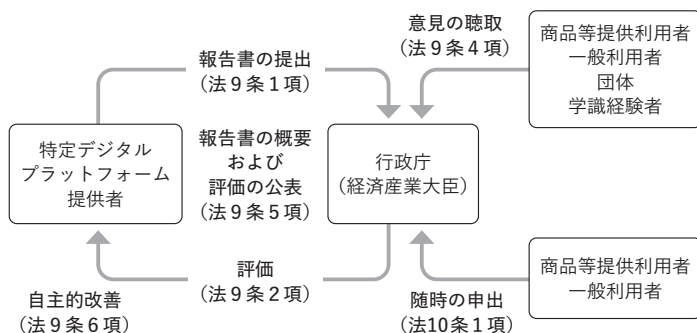 意見の聴取
（法９条４項）
商品等提供利用者
一般利用者
団体
学識経験者
報告書の提出
（法９条１項）
特定デジタル
プラットフォーム
提供者
報告書の概要
および
評価の公表
（法９条５項）
行政庁
（経済産業大臣）
評価
（法９条２項）
自主的改善
（法９条６項）
随時の申出
（法10条１項）
商品等提供利用者
一般利用者